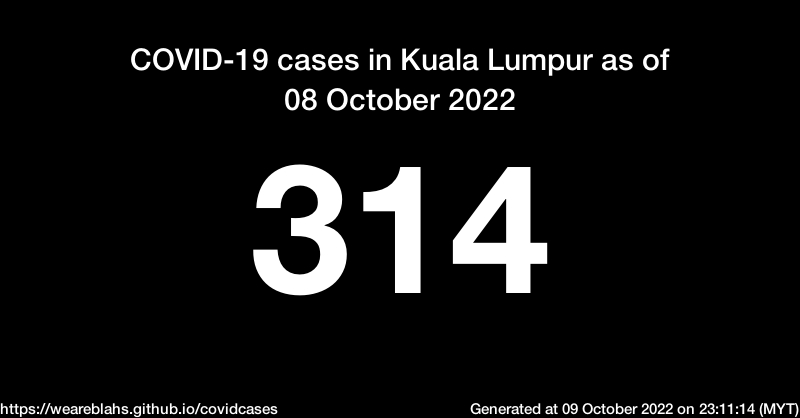 COVID-19 cases in Kuala Lumpur as of
08 October 2022
314
https://weareblahs.github.io/covidcases
Generated at 09 October 2022 on 23:11:14 (MYT)